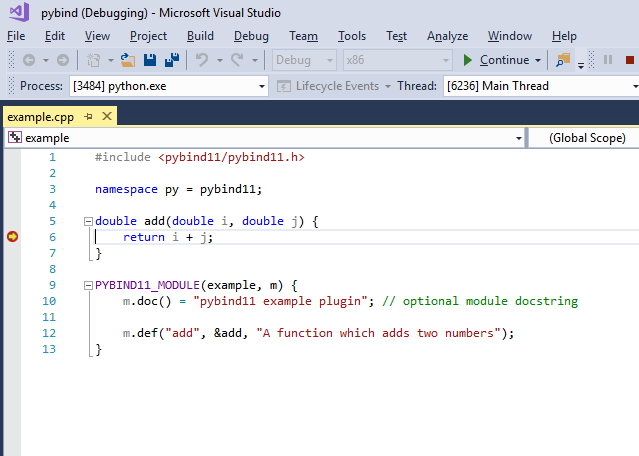 pybind (Debugging) - Microsoft Visual Studio
File Edit View Project Build Debug Team Tools Test Analyze Window Help
Debug x86 Continue
Process: [3484] python.exe Lifecycle Events Thread: [6236] Main Thread
example.cpp
example (Global Scope)
1 #include <pybind11/pybind11.h>
2
3 namespace py = pybind11;
4
5 double add(double i, double j) {
6 return i + j;
7 }
8
9 PYBIND11_MODULE(example, m) {
10 m.doc() = "pybind11 example plugin"; // optional module docstring
11
12 m.def("add", &add, "A function which adds two numbers");
13 }